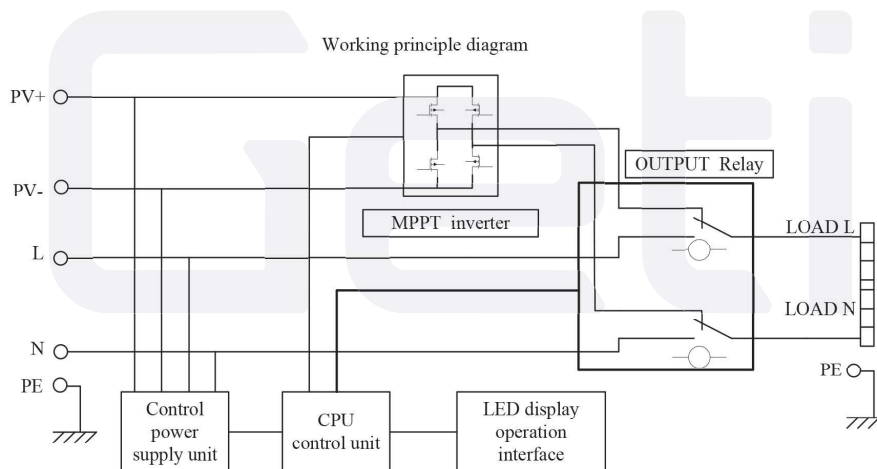 Geti
Working principle diagram
PV+
PV-
L
N
PE
MPPT inverter
OUTPUT Relay
LOAD L
LOAD N
PE
Control
power
supply unit
CPU
control unit
LED display
operation
interface